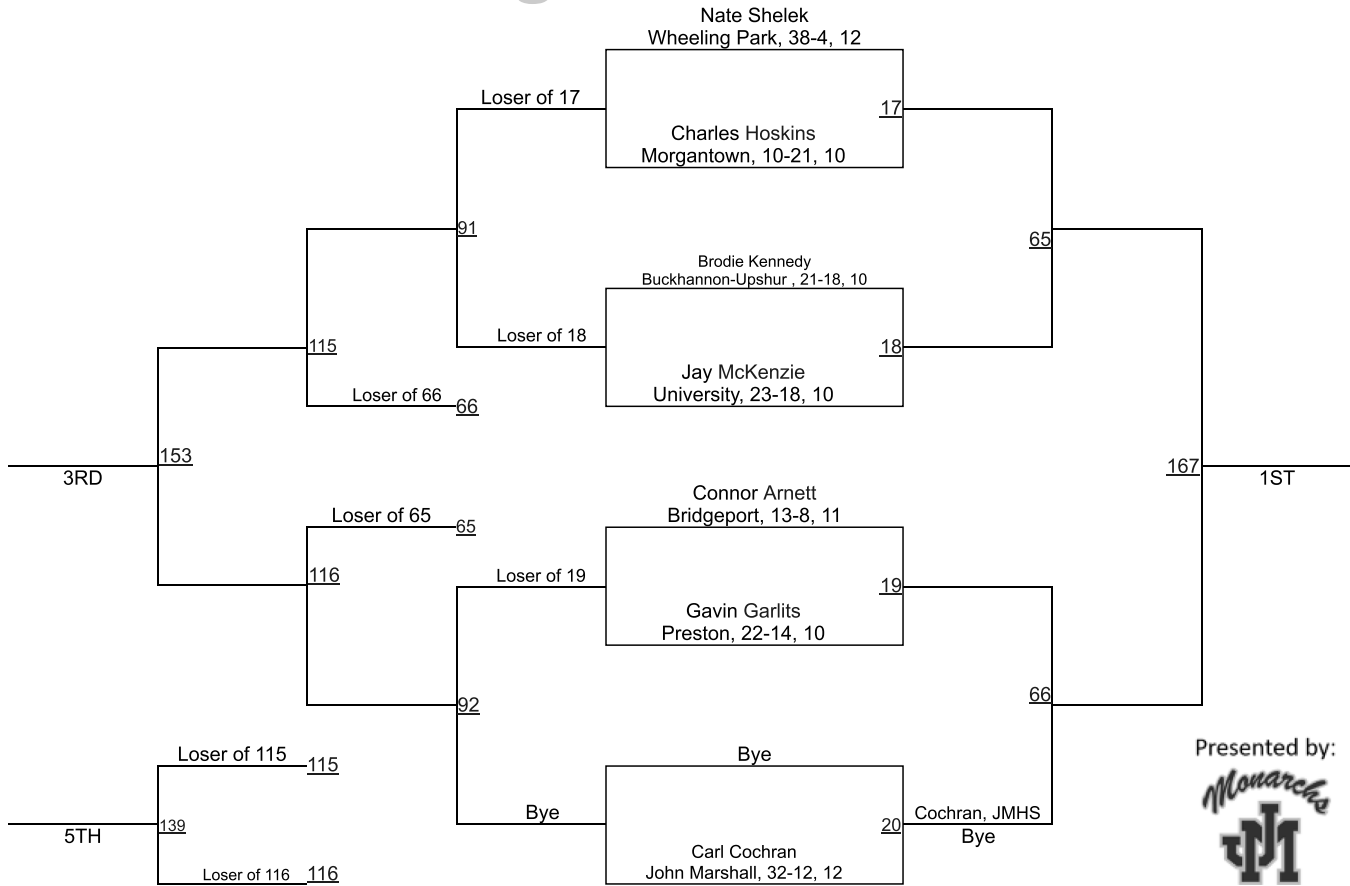 Nate Shelek
Wheeling Park, 38-4, 12
Loser of 17
17
Charles Hoskins
Morgantown, 10-21, 10
91
65
Brodie Kennedy
Buckhannon-Upshur , 21-18, 10
Loser of 18
18
115
Jay McKenzie
University, 23-18, 10
Loser of 66
66
153
3RD
167
1ST
Connor Arnett
Bridgeport, 13-8, 11
Loser of 65
65
116
Loser of 19
19
Gavin Garlits
Preston, 22-14, 10
92
66
Loser of 115
115
Bye
Presented by:
Monarchs
JM
Bye
Cochran, JMHS
20
Bye
139
5TH
Carl Cochran
John Marshall, 32-12, 12
Loser of 116
116